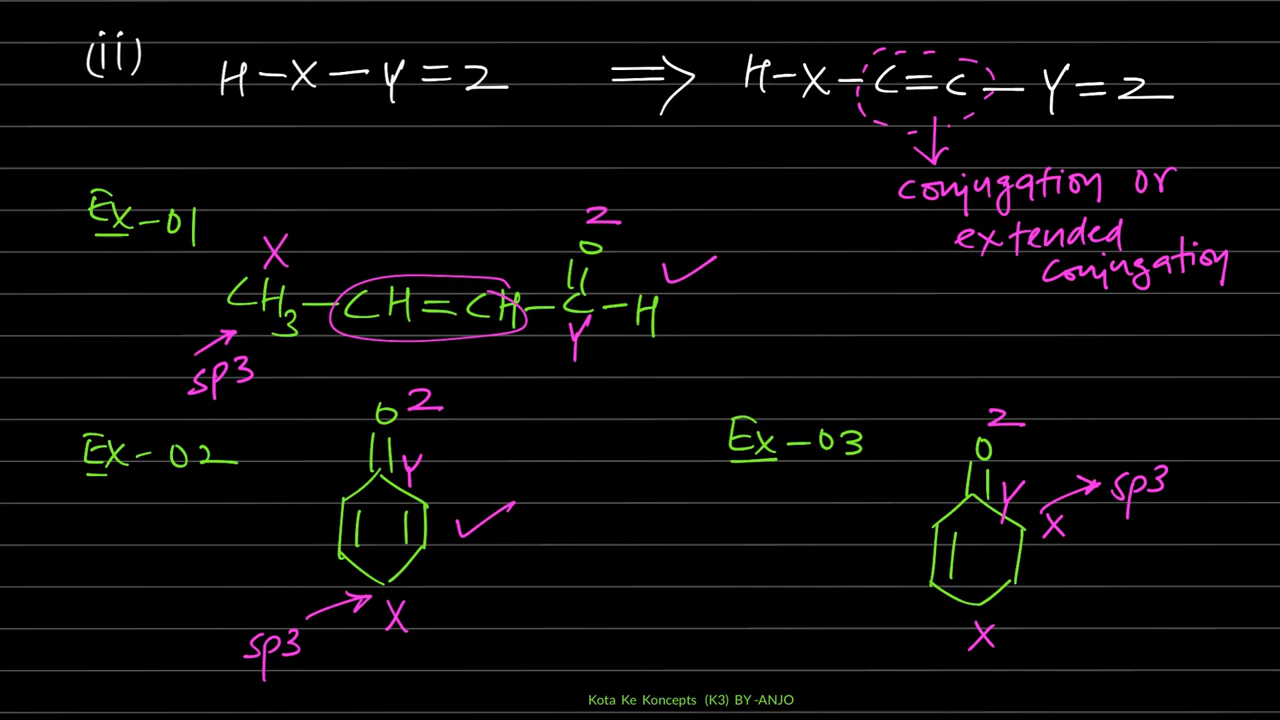 (ii) H-X-Y=Z ⟹ H-X-C=C-Y=Z
conjugation or
extended
conjugation
Ex-01
Z
O
X
CH3-CH=CH-C-H ✓
Y
sp3
Ex-02
O Z
Y
✓
sp3
X
Ex-03
Z
O
Y
X
sp3
X
Kota Ke Koncepts (K3) BY -ANJO